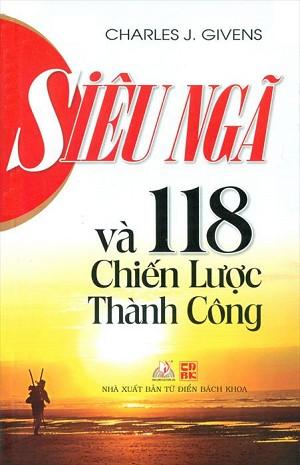 CHARLES J. GIVENS
SIÊU NGÃ
và 118
Chiến Lược
Thành Công
NHÀ XUẤT BẢN TỪ ĐIỂN BÁCH KHOA